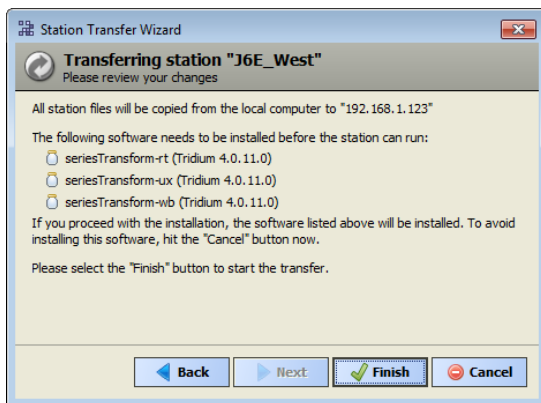 Station Transfer Wizard
Transferring station "J6E_West"
Please review your changes
All station files will be copied from the local computer to "192.168.1.123"
The following software needs to be installed before the station can run:
seriesTransform-rt (Tridium 4.0.11.0)
seriesTransform-ux (Tridium 4.0.11.0)
seriesTransform-wb (Tridium 4.0.11.0)
If you proceed with the installation, the software listed above will be installed. To avoid
installing this software, hit the "Cancel" button now.
Please select the "Finish" button to start the transfer.
Back Next Finish Cancel